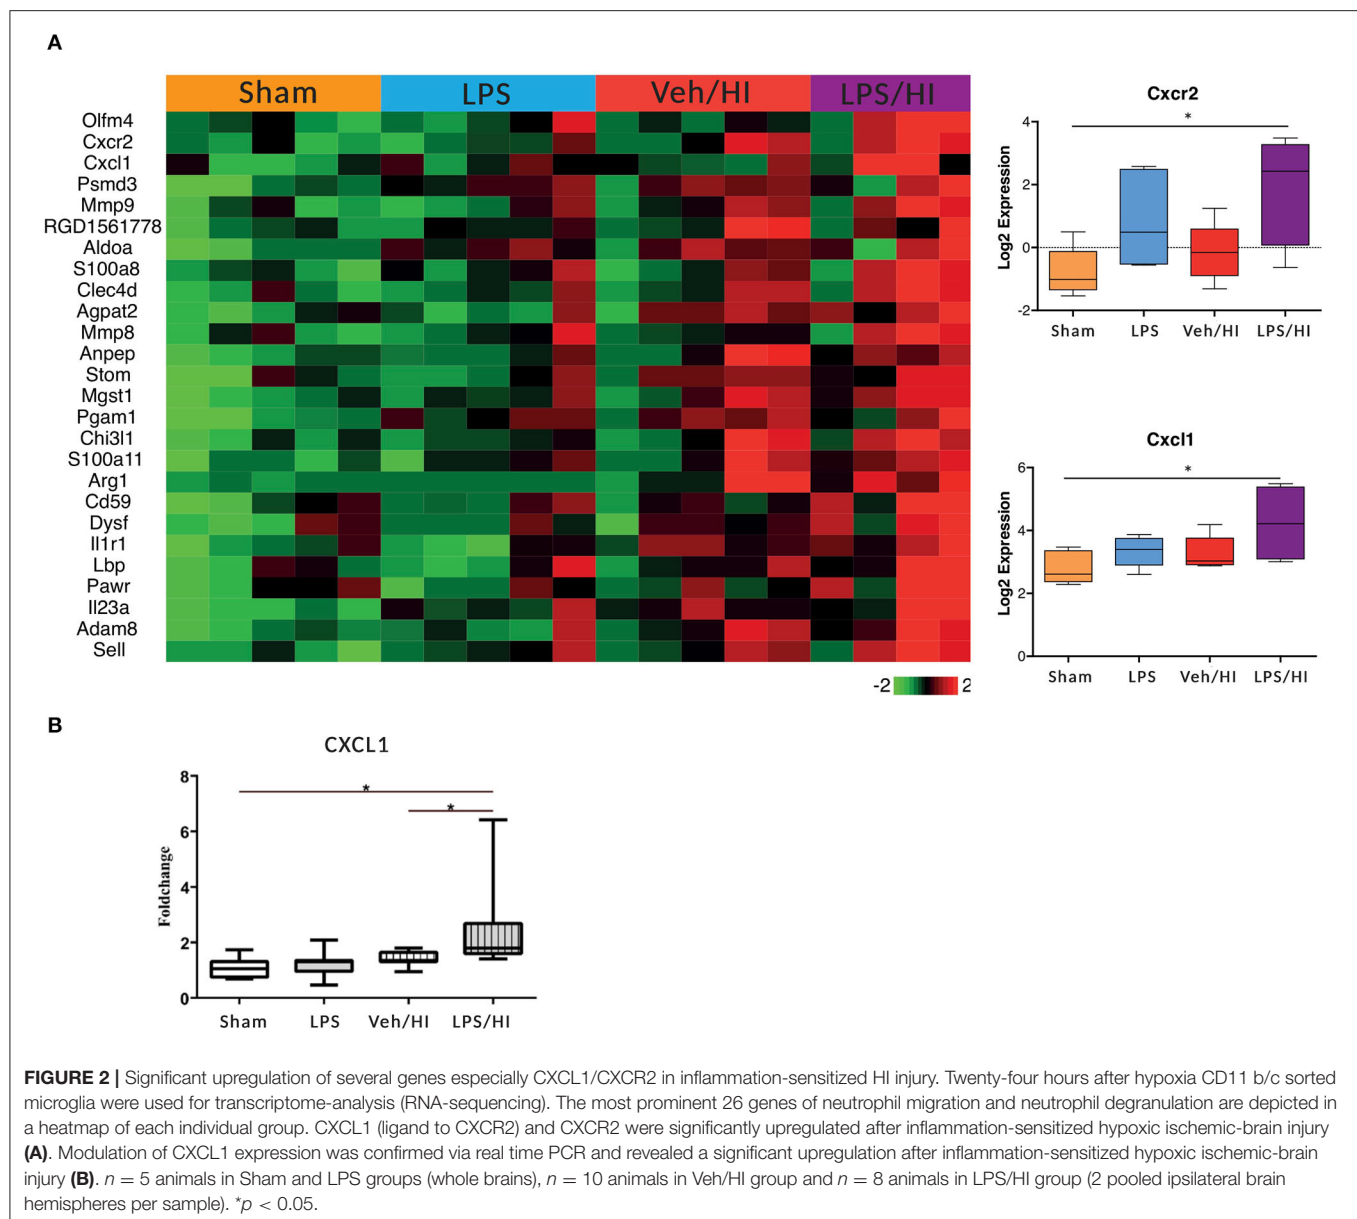 A
Sham LPS Veh/HI LPS/HI
Olfm4
Cxcr2
Cxcl1
Psmd3
Mmp9
RGD1561778
Aldoa
S100a8
Clec4d
Agpat2
Mmp8
Anpep
Stom
Mgst1
Pgam1
Chi3l1
S100a11
Arg1
Cd59
Dysf
Il1r1
Lbp
Pawr
Il23a
Adam8
Sell
-2 2
Cxcr2
*
Log2 Expression
4
2
0
-2
Sham LPS Veh/HI LPS/HI
Cxcl1
*
Log2 Expression
6
4
2
0
Sham LPS Veh/HI LPS/HI
B
CXCL1
*
*
Foldchange
8
6
4
2
0
Sham LPS Veh/HI LPS/HI
FIGURE 2 | Significant upregulation of several genes especially CXCL1/CXCR2 in inflammation-sensitized HI injury. Twenty-four hours after hypoxia CD11 b/c sorted
microglia were used for transcriptome-analysis (RNA-sequencing). The most prominent 26 genes of neutrophil migration and neutrophil degranulation are depicted in
a heatmap of each individual group. CXCL1 (ligand to CXCR2) and CXCR2 were significantly upregulated after inflammation-sensitized hypoxic ischemic-brain injury
(A). Modulation of CXCL1 expression was confirmed via real time PCR and revealed a significant upregulation after inflammation-sensitized hypoxic ischemic-brain
injury (B). n = 5 animals in Sham and LPS groups (whole brains), n = 10 animals in Veh/HI group and n = 8 animals in LPS/HI group (2 pooled ipsilateral brain
hemispheres per sample). *p < 0.05.